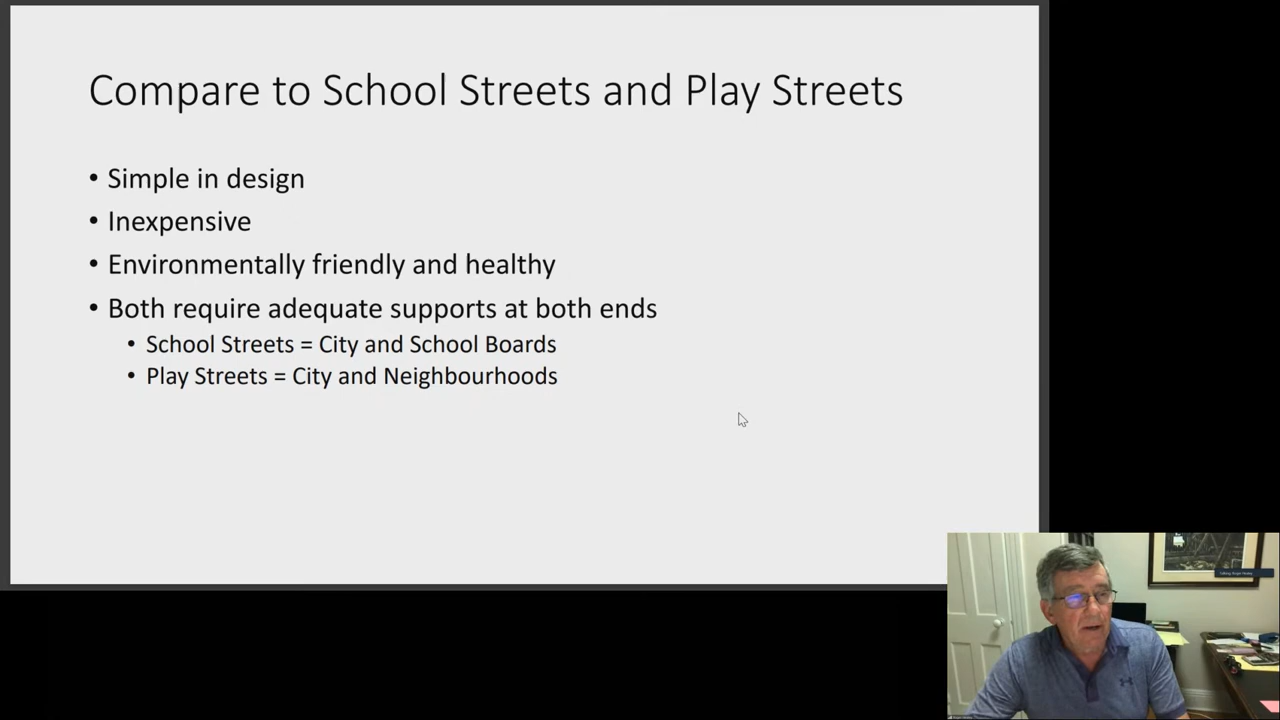 Compare to School Streets and Play Streets
• Simple in design
• Inexpensive
• Environmentally friendly and healthy
• Both require adequate supports at both ends
• School Streets = City and School Boards
• Play Streets = City and Neighbourhoods